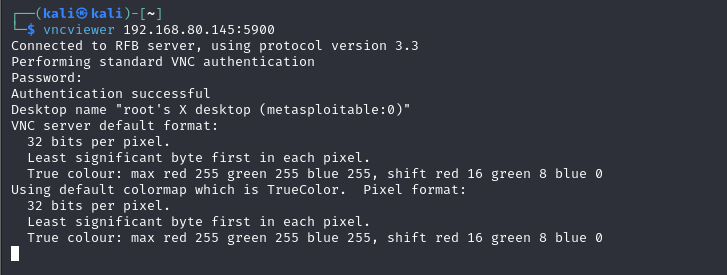 ┌──(kali㉿kali)-[~]
└─$ vncviewer 192.168.80.145:5900
Connected to RFB server, using protocol version 3.3
Performing standard VNC authentication
Password:
Authentication successful
Desktop name "root's X desktop (metasploitable:0)"
VNC server default format:
  32 bits per pixel.
  Least significant byte first in each pixel.
  True colour: max red 255 green 255 blue 255, shift red 16 green 8 blue 0
Using default colormap which is TrueColor.  Pixel format:
  32 bits per pixel.
  Least significant byte first in each pixel.
  True colour: max red 255 green 255 blue 255, shift red 16 green 8 blue 0